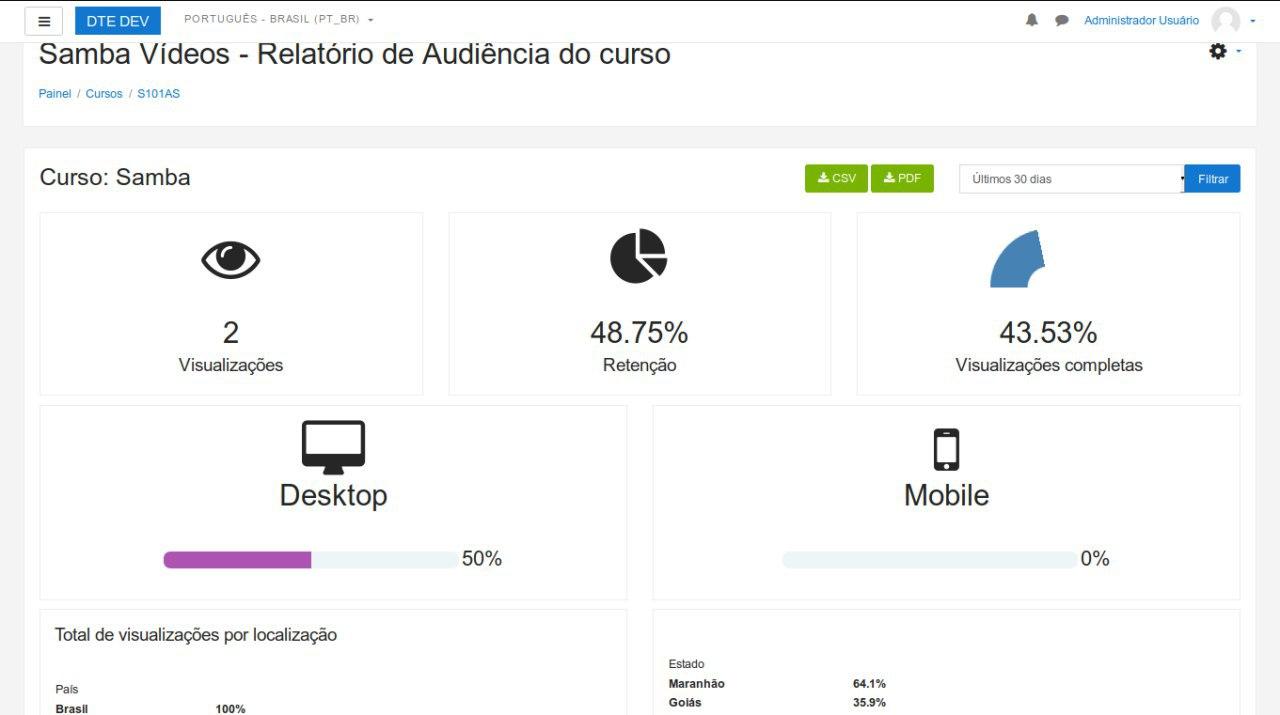 DTE DEV
PORTUGUÊS - BRASIL (PT_BR)
Administrador Usuário
Samba Vídeos - Relatório de Audiência do curso
Painel / Cursos / S101AS
Curso: Samba
CSV
PDF
Últimos 30 dias
Filtrar
2
Visualizações
48.75%
Retenção
43.53%
Visualizações completas
Desktop
50%
Mobile
0%
Total de visualizações por localização
País
Brasil 100%
Estado
Maranhão 64.1%
Goiás 35.9%